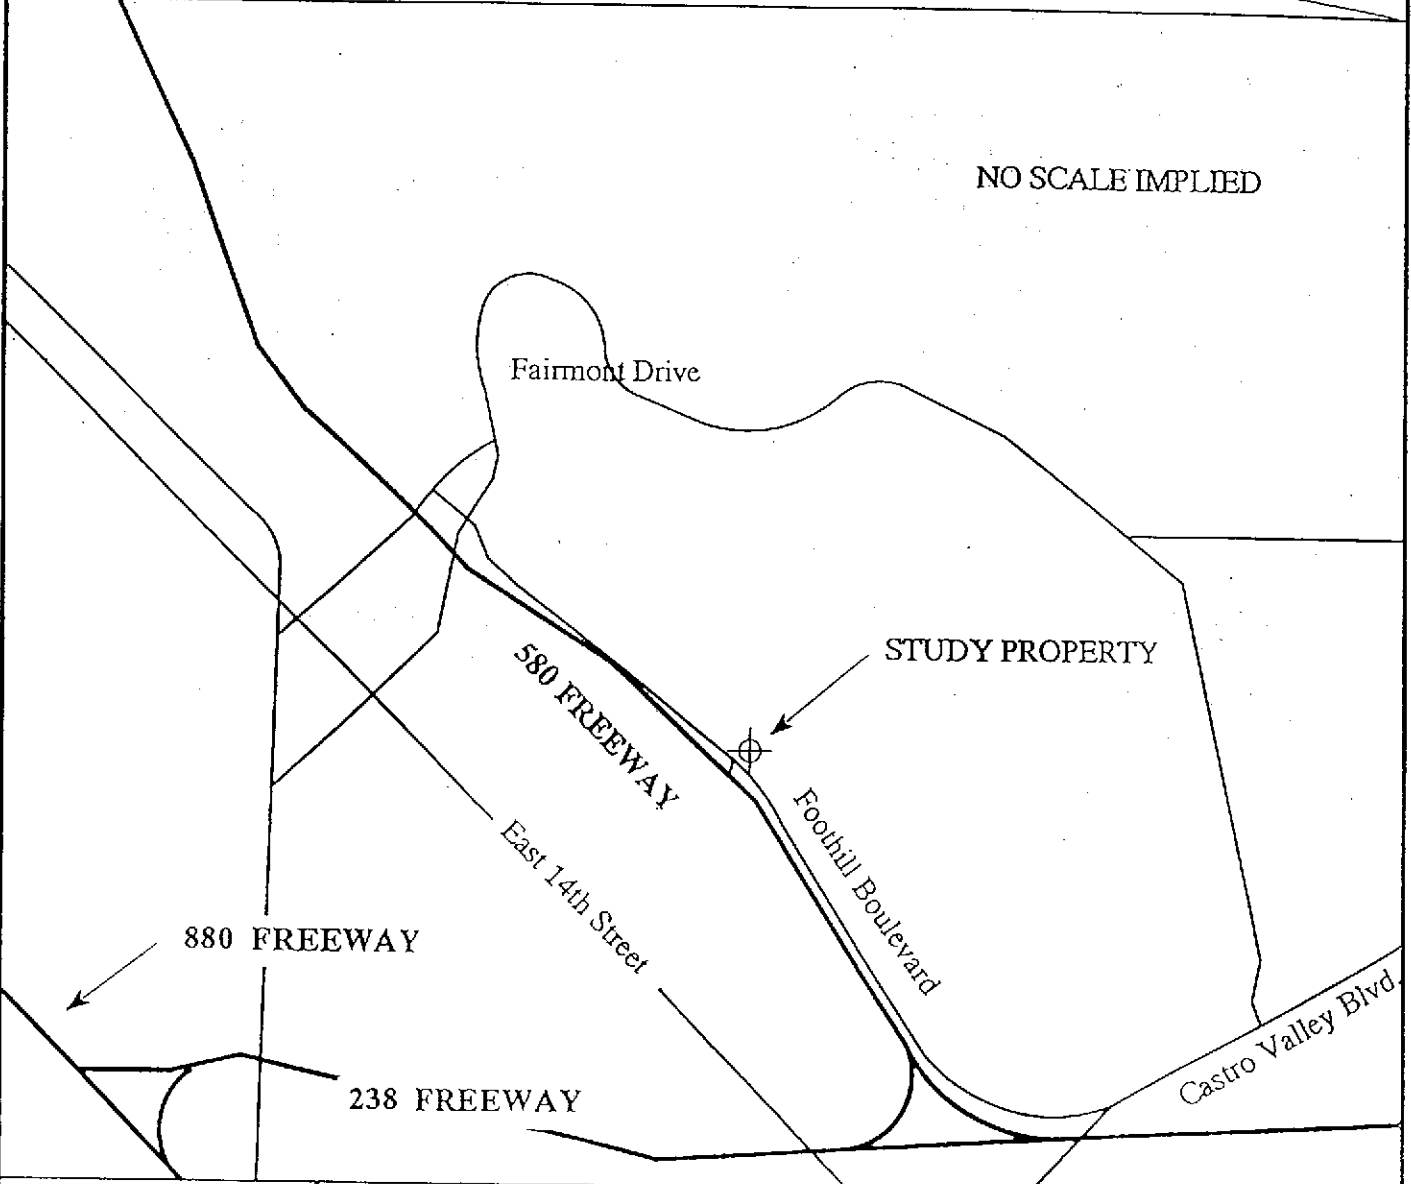 NO SCALE IMPLIED
Fairmont Drive
STUDY PROPERTY
580 FREEWAY
Foothill Boulevard
East 14th Street
880 FREEWAY
Castro Valley Blvd.
238 FREEWAY